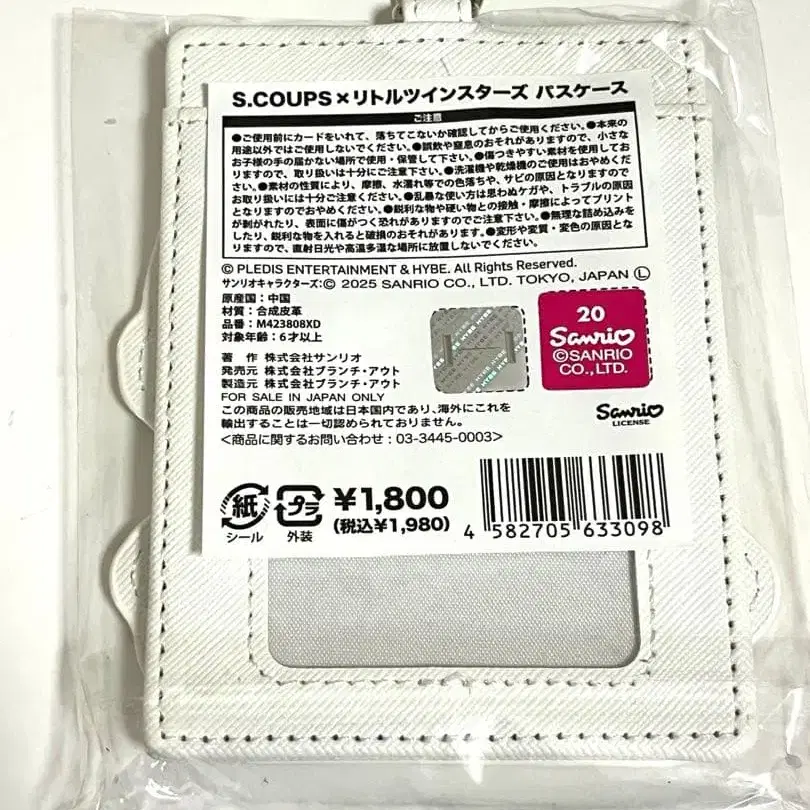 S.COUPS×リトルツインスターズ パスケース
ご注意
●ご使用前にカードをいれて、落ちてこないか確認してからご使用ください。●本来の
用途以外ではご使用しないでください。●誤飲や窒息のおそれがありますので、小さな
お子様の手の届かない場所で使用・保管して下さい。●傷つきやすい素材を使用してお
りますので、取り扱いは十分にご注意下さい。●洗濯機や乾燥機のご使用はおやめくだ
さい。●素材の性質により、摩擦、水濡れ等での色落ちや、サビの原因となりますので
お取り扱いには十分ご注意ください。●乱暴な使い方は思わぬケガや、トラブルの原因
となりますのでおやめください。●鋭利な物や硬い物との接触・摩擦によってプリント
が剥がれたり、表面に傷がつく恐れがありますのでご注意下さい。●無理な詰め込みを
したり、鋭利な物を入れると破損のおそれがあります。●変形や変質・変色の原因とな
りますので、直射日光や高温多湿な場所に放置しないでください。
© PLEDIS ENTERTAINMENT & HYBE. All Rights Reserved.
サンリオキャラクターズ:© 2025 SANRIO CO., LTD. TOKYO, JAPAN Ⓛ
原産国:中国
材質:合成皮革
品番:M423808XD
対象年齢:6才以上
HYBE HYBE HYBE
20
Sanrio
©SANRIO
CO.,LTD.
著 作 株式会社サンリオ
発売元 株式会社ブランチ・アウト
製造元 株式会社ブランチ・アウト
FOR SALE IN JAPAN ONLY
この商品の販売地域は日本国内であり、海外にこれを
輸出することは一切認められておりません。
<商品に関するお問い合わせ:03-3445-0003>
Sanrio
LICENSE
紙
シール
プラ
外装
¥1,800
(税込¥1,980)
4 582705 633098